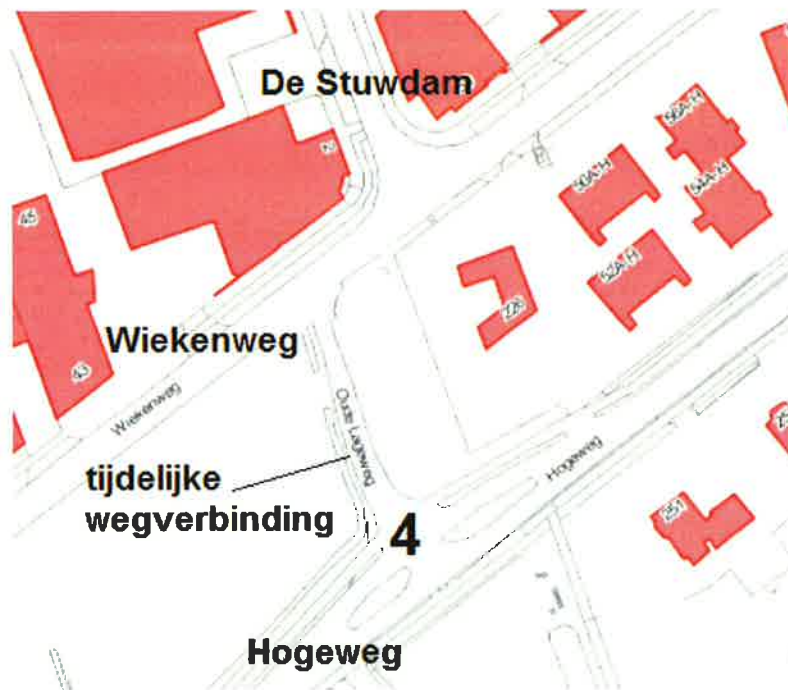 De Stuwdam
2
56A-H
50A-H
54A-H
45
52A-H
226
Wiekenweg
43
Wiekenweg
Oude Lageweg
Hogeweg
tijdelijke
wegverbinding
251
4
Hogeweg